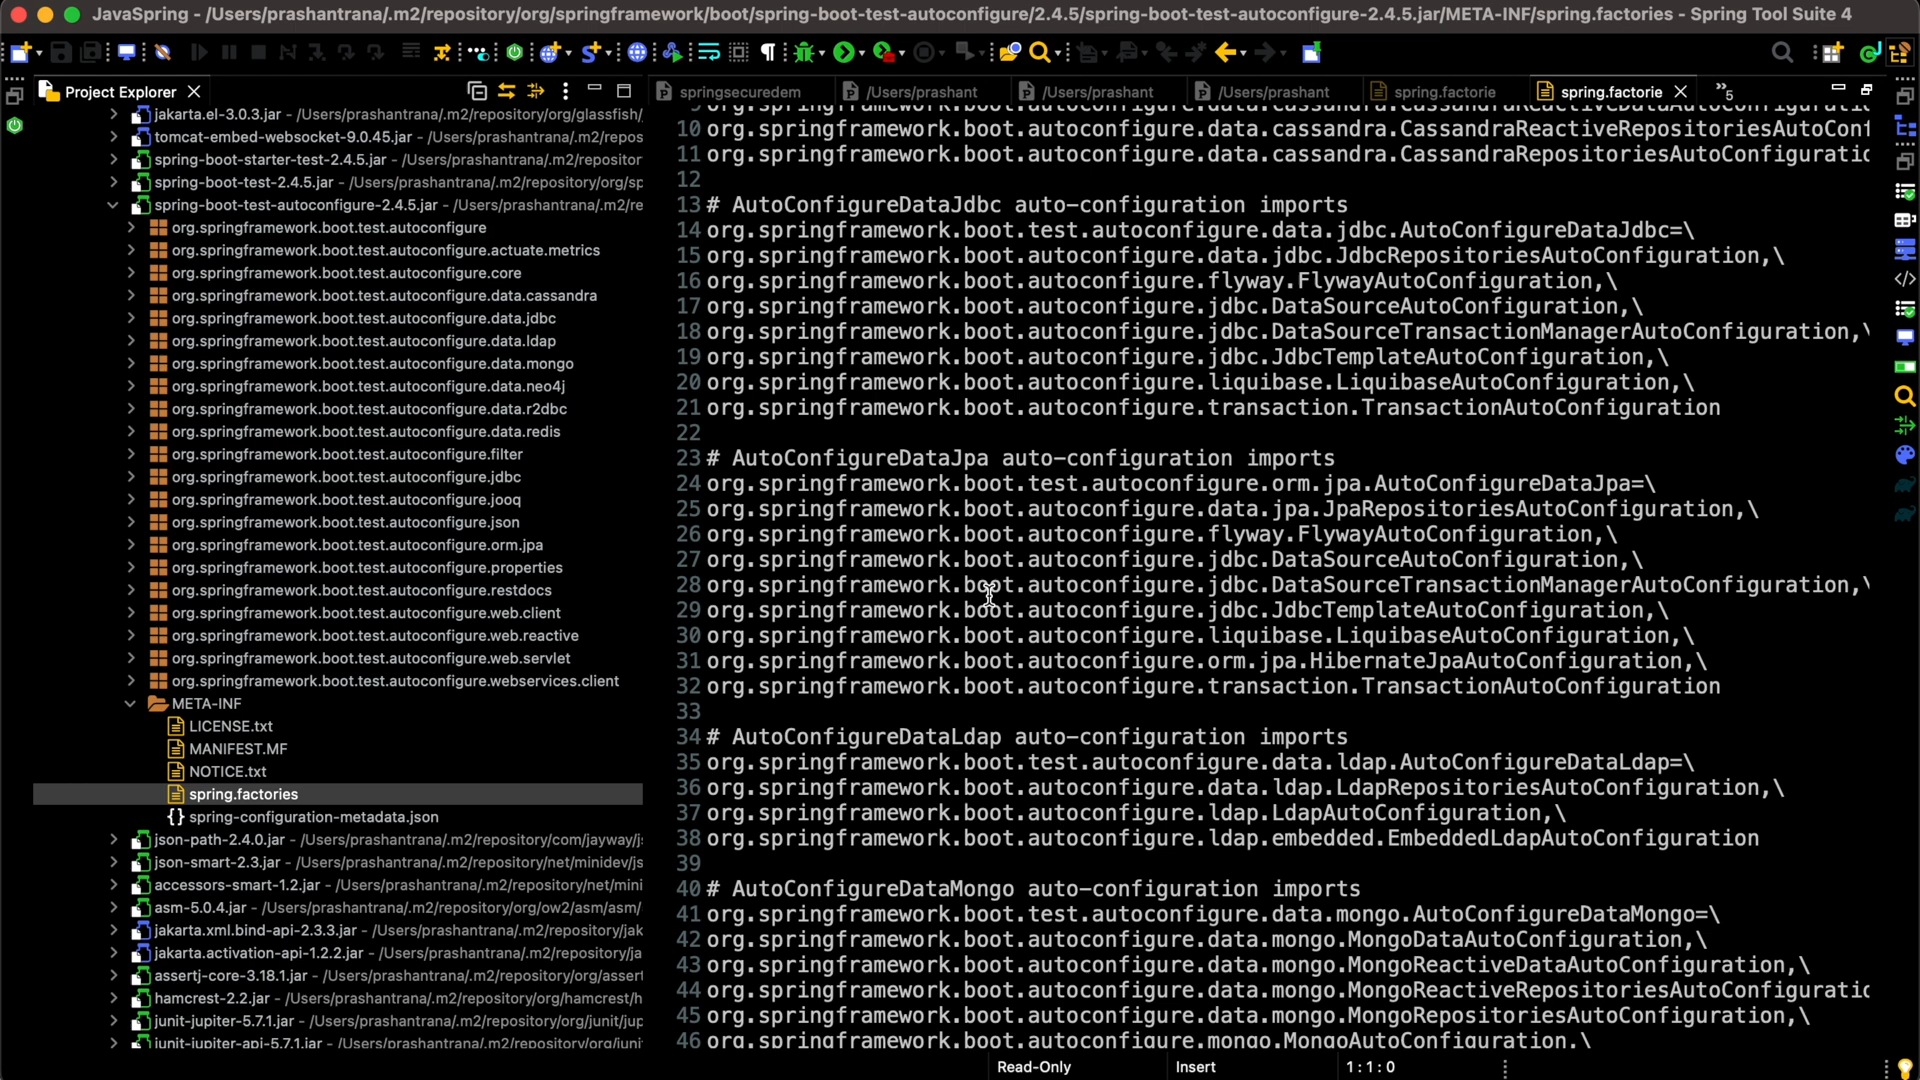 JavaSpring - /Users/prashantrana/.m2/repository/org/springframework/boot/spring-boot-test-autoconfigure/2.4.5/spring-boot-test-autoconfigure-2.4.5.jar/META-INF/spring.factories - Spring Tool Suite 4
Project Explorer
jakarta.el-3.0.3.jar - /Users/prashantrana/.m2/repository/org/glassfish/
tomcat-embed-websocket-9.0.45.jar - /Users/prashantrana/.m2/repos
spring-boot-starter-test-2.4.5.jar - /Users/prashantrana/.m2/repositor
spring-boot-test-2.4.5.jar - /Users/prashantrana/.m2/repository/org/sp
spring-boot-test-autoconfigure-2.4.5.jar - /Users/prashantrana/.m2/re
org.springframework.boot.test.autoconfigure
org.springframework.boot.test.autoconfigure.actuate.metrics
org.springframework.boot.test.autoconfigure.core
org.springframework.boot.test.autoconfigure.data.cassandra
org.springframework.boot.test.autoconfigure.data.jdbc
org.springframework.boot.test.autoconfigure.data.ldap
org.springframework.boot.test.autoconfigure.data.mongo
org.springframework.boot.test.autoconfigure.data.neo4j
org.springframework.boot.test.autoconfigure.data.r2dbc
org.springframework.boot.test.autoconfigure.data.redis
org.springframework.boot.test.autoconfigure.filter
org.springframework.boot.test.autoconfigure.jdbc
org.springframework.boot.test.autoconfigure.jooq
org.springframework.boot.test.autoconfigure.json
org.springframework.boot.test.autoconfigure.orm.jpa
org.springframework.boot.test.autoconfigure.properties
org.springframework.boot.test.autoconfigure.restdocs
org.springframework.boot.test.autoconfigure.web.client
org.springframework.boot.test.autoconfigure.web.reactive
org.springframework.boot.test.autoconfigure.web.servlet
org.springframework.boot.test.autoconfigure.webservices.client
META-INF
LICENSE.txt
MANIFEST.MF
NOTICE.txt
spring.factories
spring-configuration-metadata.json
json-path-2.4.0.jar - /Users/prashantrana/.m2/repository/com/jayway/j
json-smart-2.3.jar - /Users/prashantrana/.m2/repository/net/minidev/js
accessors-smart-1.2.jar - /Users/prashantrana/.m2/repository/net/mini
asm-5.0.4.jar - /Users/prashantrana/.m2/repository/org/ow2/asm/asm/
jakarta.xml.bind-api-2.3.3.jar - /Users/prashantrana/.m2/repository/jak
jakarta.activation-api-1.2.2.jar - /Users/prashantrana/.m2/repository/ja
assertj-core-3.18.1.jar - /Users/prashantrana/.m2/repository/org/assert
hamcrest-2.2.jar - /Users/prashantrana/.m2/repository/org/hamcrest/h
junit-jupiter-5.7.1.jar - /Users/prashantrana/.m2/repository/org/junit/jup
junit-jupiter-api-5.7.1.jar - /Users/prashantrana/.m2/repository/org/juni
springsecuredem /Users/prashant /Users/prashant /Users/prashant spring.factorie spring.factorie »5
9 org.springframework.boot.autoconfigure.data.cassandra.CassandraReactiveDataAutoConfigurati
10 org.springframework.boot.autoconfigure.data.cassandra.CassandraReactiveRepositoriesAutoConf
11 org.springframework.boot.autoconfigure.data.cassandra.CassandraRepositoriesAutoConfiguratio
12
13 # AutoConfigureDataJdbc auto-configuration imports
14 org.springframework.boot.test.autoconfigure.data.jdbc.AutoConfigureDataJdbc=\
15 org.springframework.boot.autoconfigure.data.jdbc.JdbcRepositoriesAutoConfiguration,\
16 org.springframework.boot.autoconfigure.flyway.FlywayAutoConfiguration,\
17 org.springframework.boot.autoconfigure.jdbc.DataSourceAutoConfiguration,\
18 org.springframework.boot.autoconfigure.jdbc.DataSourceTransactionManagerAutoConfiguration,\
19 org.springframework.boot.autoconfigure.jdbc.JdbcTemplateAutoConfiguration,\
20 org.springframework.boot.autoconfigure.liquibase.LiquibaseAutoConfiguration,\
21 org.springframework.boot.autoconfigure.transaction.TransactionAutoConfiguration
22
23 # AutoConfigureDataJpa auto-configuration imports
24 org.springframework.boot.test.autoconfigure.orm.jpa.AutoConfigureDataJpa=\
25 org.springframework.boot.autoconfigure.data.jpa.JpaRepositoriesAutoConfiguration,\
26 org.springframework.boot.autoconfigure.flyway.FlywayAutoConfiguration,\
27 org.springframework.boot.autoconfigure.jdbc.DataSourceAutoConfiguration,\
28 org.springframework.boot.autoconfigure.jdbc.DataSourceTransactionManagerAutoConfiguration,\
29 org.springframework.boot.autoconfigure.jdbc.JdbcTemplateAutoConfiguration,\
30 org.springframework.boot.autoconfigure.liquibase.LiquibaseAutoConfiguration,\
31 org.springframework.boot.autoconfigure.orm.jpa.HibernateJpaAutoConfiguration,\
32 org.springframework.boot.autoconfigure.transaction.TransactionAutoConfiguration
33
34 # AutoConfigureDataLdap auto-configuration imports
35 org.springframework.boot.test.autoconfigure.data.ldap.AutoConfigureDataLdap=\
36 org.springframework.boot.autoconfigure.data.ldap.LdapRepositoriesAutoConfiguration,\
37 org.springframework.boot.autoconfigure.ldap.LdapAutoConfiguration,\
38 org.springframework.boot.autoconfigure.ldap.embedded.EmbeddedLdapAutoConfiguration
39
40 # AutoConfigureDataMongo auto-configuration imports
41 org.springframework.boot.test.autoconfigure.data.mongo.AutoConfigureDataMongo=\
42 org.springframework.boot.autoconfigure.data.mongo.MongoDataAutoConfiguration,\
43 org.springframework.boot.autoconfigure.data.mongo.MongoReactiveDataAutoConfiguration,\
44 org.springframework.boot.autoconfigure.data.mongo.MongoReactiveRepositoriesAutoConfiguratio
45 org.springframework.boot.autoconfigure.data.mongo.MongoRepositoriesAutoConfiguration,\
46 org.springframework.boot.autoconfigure.mongo.MongoAutoConfiguration,\
Read-Only Insert 1:1:0